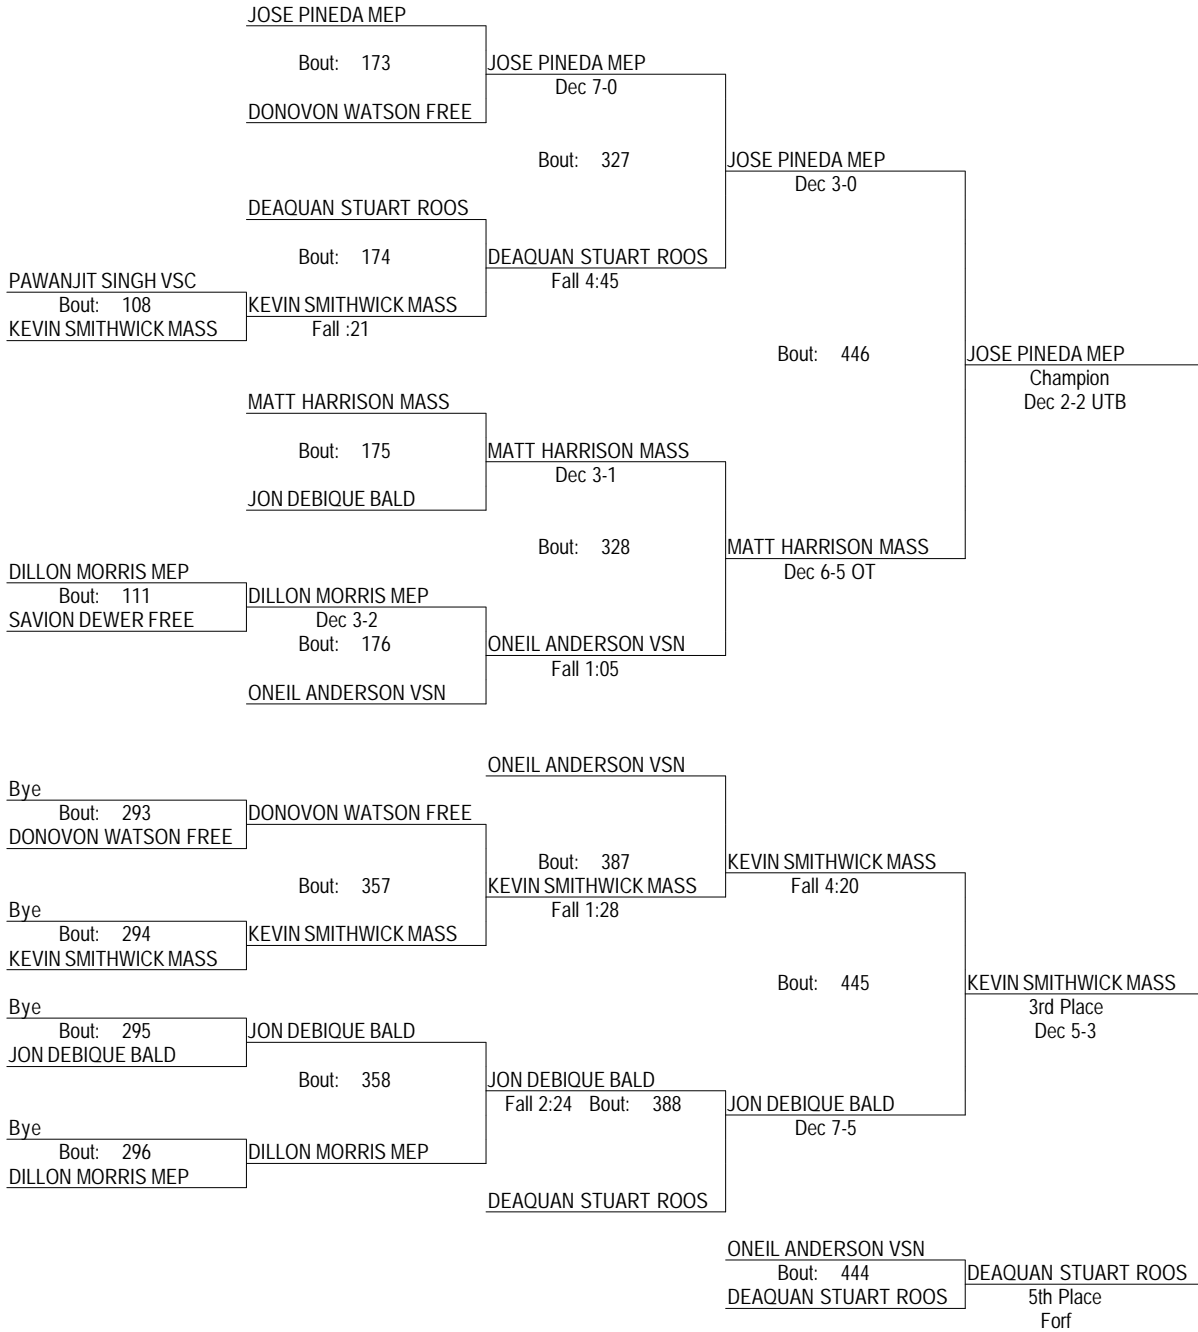 JOSE PINEDA MEP
Bout: 173
JOSE PINEDA MEP
Dec 7-0
DONOVON WATSON FREE
Bout: 327
JOSE PINEDA MEP
Dec 3-0
DEAQUAN STUART ROOS
Bout: 174
DEAQUAN STUART ROOS
Fall 4:45
PAWANJIT SINGH VSC
Bout: 108
KEVIN SMITHWICK MASS
KEVIN SMITHWICK MASS
Fall :21
Bout: 446
JOSE PINEDA MEP
Champion
Dec 2-2 UTB
MATT HARRISON MASS
Bout: 175
MATT HARRISON MASS
Dec 3-1
JON DEBIQUE BALD
Bout: 328
MATT HARRISON MASS
Dec 6-5 OT
DILLON MORRIS MEP
Bout: 111
SAVION DEWER FREE
DILLON MORRIS MEP
Dec 3-2
Bout: 176
ONEIL ANDERSON VSN
Fall 1:05
ONEIL ANDERSON VSN
ONEIL ANDERSON VSN
Bye
Bout: 293
DONOVON WATSON FREE
DONOVON WATSON FREE
Bout: 387
KEVIN SMITHWICK MASS
Fall 4:20
Bout: 357
KEVIN SMITHWICK MASS
Fall 1:28
Bye
Bout: 294
KEVIN SMITHWICK MASS
KEVIN SMITHWICK MASS
Bout: 445
KEVIN SMITHWICK MASS
3rd Place
Dec 5-3
Bye
Bout: 295
JON DEBIQUE BALD
JON DEBIQUE BALD
Bout: 358
JON DEBIQUE BALD
Fall 2:24 Bout: 388
JON DEBIQUE BALD
Dec 7-5
Bye
Bout: 296
DILLON MORRIS MEP
DILLON MORRIS MEP
DEAQUAN STUART ROOS
ONEIL ANDERSON VSN
Bout: 444
DEAQUAN STUART ROOS
DEAQUAN STUART ROOS
5th Place
Forf